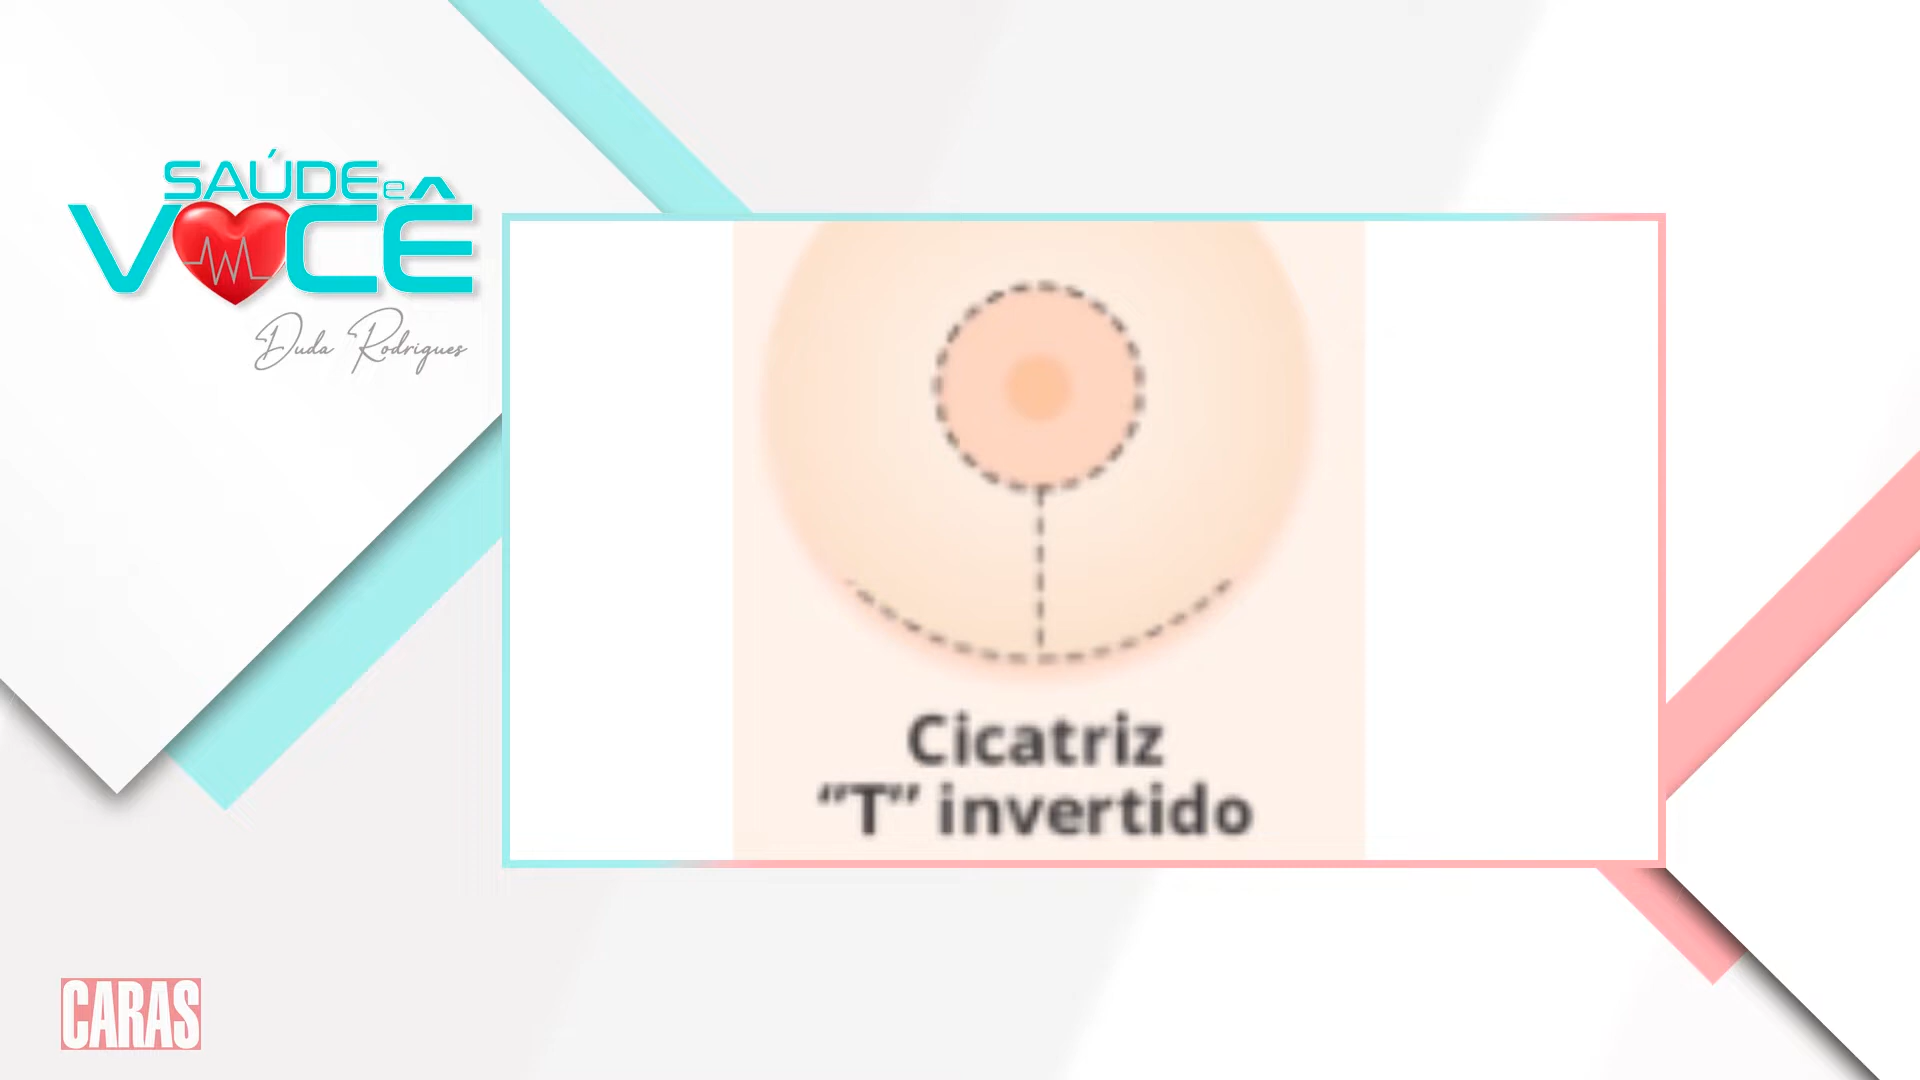 SAÚDE e
VOCÊ
Duda Rodrigues
Cicatriz
“T” invertido
CARAS